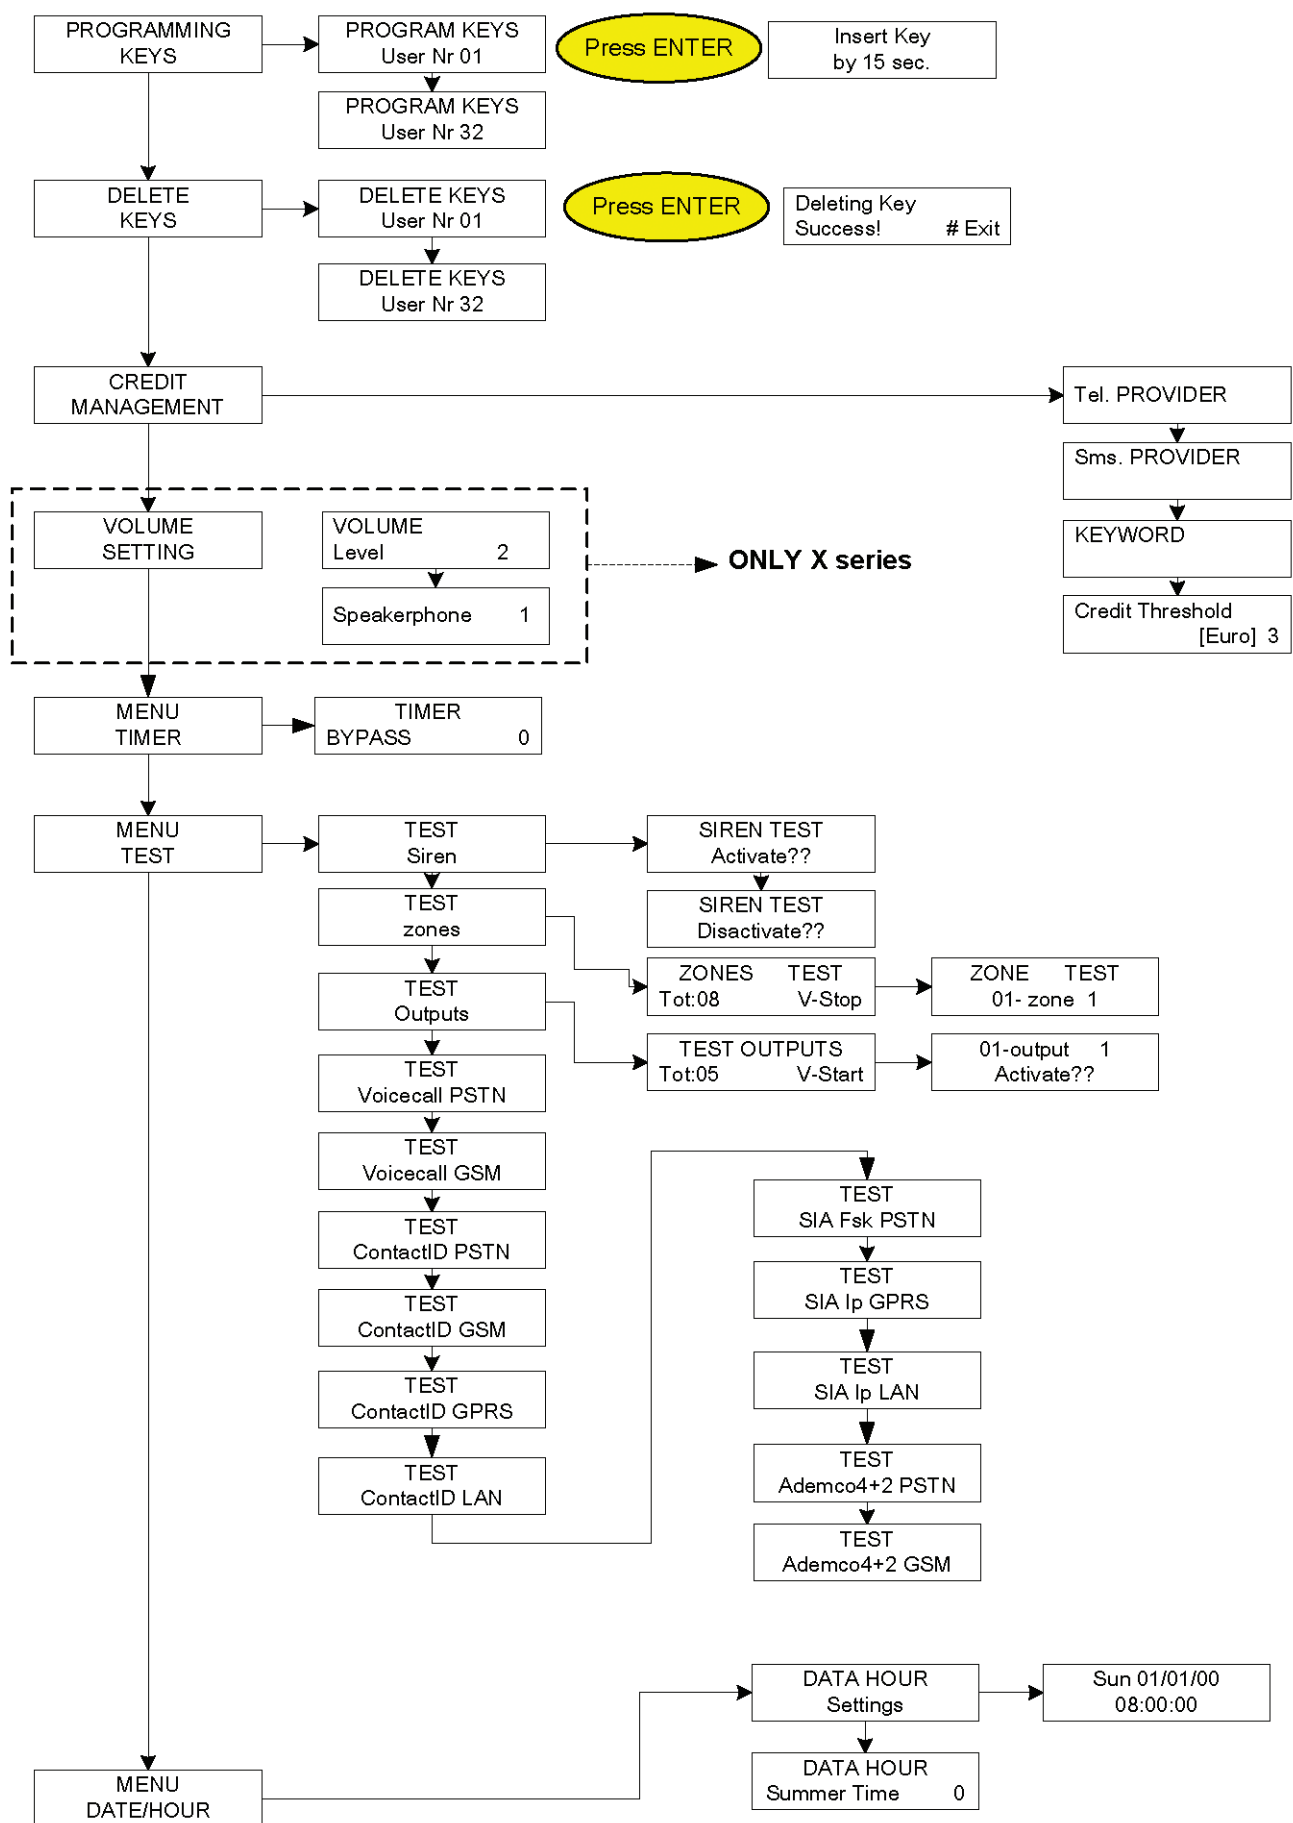 PROGRAMMING
KEYS
PROGRAM KEYS
User Nr 01
Press ENTER
Insert Key
by 15 sec.
PROGRAM KEYS
User Nr 32
DELETE
KEYS
DELETE KEYS
User Nr 01
Press ENTER
Deleting Key
Success! # Exit
DELETE KEYS
User Nr 32
CREDIT
MANAGEMENT
Tel. PROVIDER
Sms. PROVIDER
KEYWORD
Credit Threshold
[Euro] 3
VOLUME
SETTING
VOLUME
Level 2
Speakerphone 1
ONLY X series
MENU
TIMER
TIMER
BYPASS 0
MENU
TEST
TEST
Siren
SIREN TEST
Activate??
SIREN TEST
Disactivate??
TEST
zones
ZONES TEST
Tot:08 V-Stop
ZONE TEST
01- zone 1
TEST
Outputs
TEST OUTPUTS
Tot:05 V-Start
01-output 1
Activate??
TEST
Voicecall PSTN
TEST
Voicecall GSM
TEST
ContactID PSTN
TEST
ContactID GSM
TEST
ContactID GPRS
TEST
ContactID LAN
TEST
SIA Fsk PSTN
TEST
SIA Ip GPRS
TEST
SIA Ip LAN
TEST
Ademco4+2 PSTN
TEST
Ademco4+2 GSM
MENU
DATE/HOUR
DATA HOUR
Settings
Sun 01/01/00
08:00:00
DATA HOUR
Summer Time 0